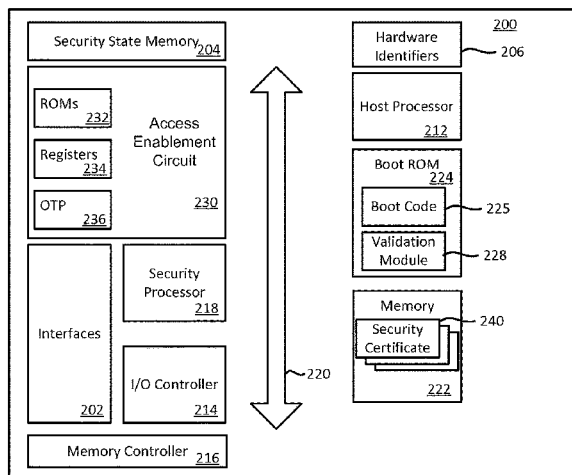 200
Security State Memory
204
ROMs
232
Registers
234
OTP
236
Access
Enablement
Circuit
230
Interfaces
202
Security
Processor
218
I/O Controller
214
Memory Controller
216
220
Hardware
Identifiers
206
Host Processor
212
Boot ROM
224
Boot Code
225
Validation
Module
228
Memory
Security
Certificate
240
222